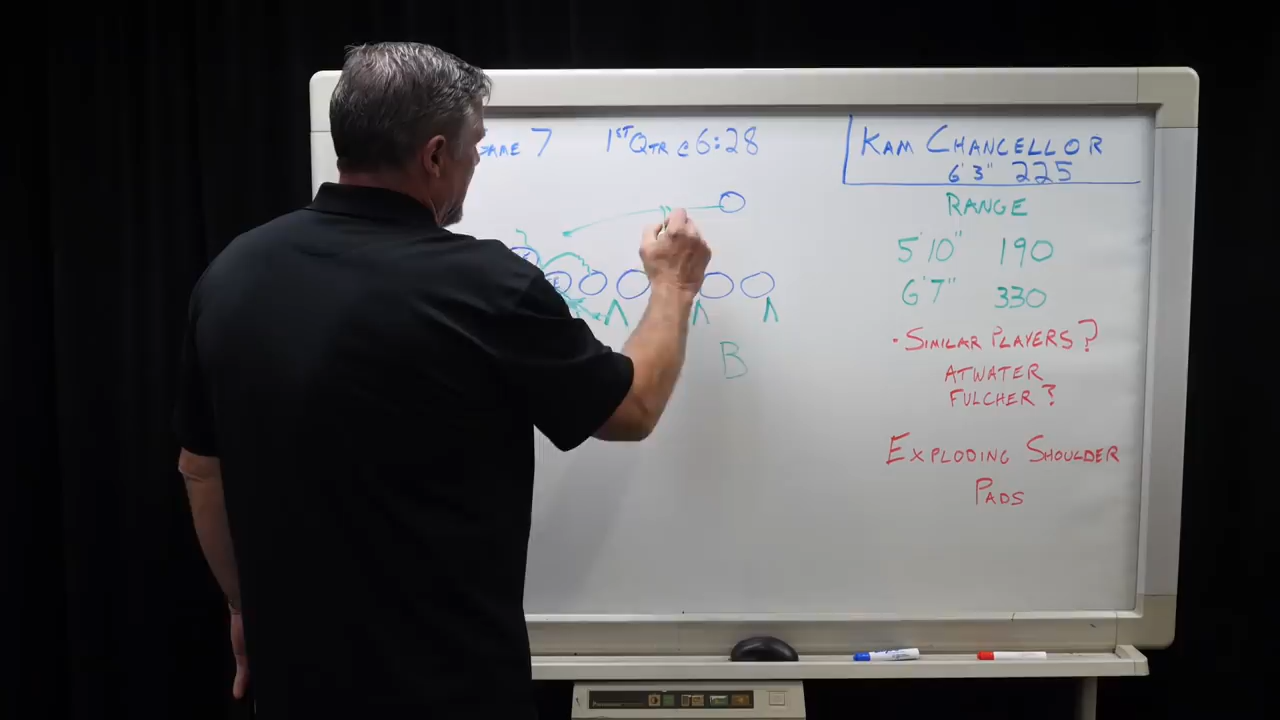 GAME 7 1ST QTR @ 6:28
KAM CHANCELLOR
6'3" 225
RANGE
5'10" 190
6'7" 330
• SIMILAR PLAYERS?
ATWATER
FULCHER?
EXPLODING SHOULDER
PADS
B